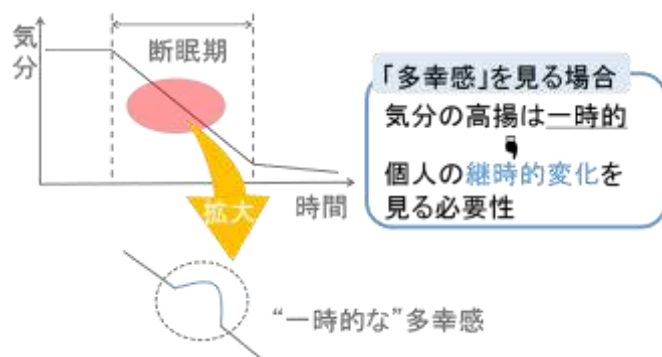 気分
断眠期
時間
拡大
“一時的な”多幸感
「多幸感」を見る場合
気分の高揚は一時的
個人の継時的変化を
見る必要性